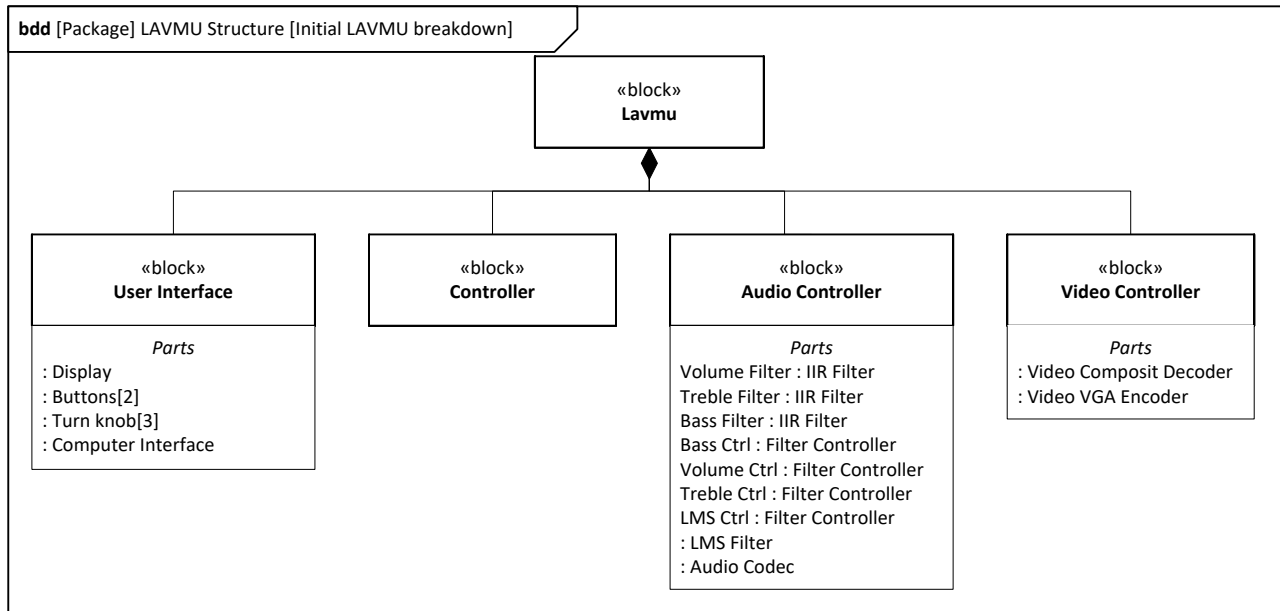 bdd [Package] LAVMU Structure [Initial LAVMU breakdown]
«block»
Lavmu
«block»
User Interface
Parts
: Display
: Buttons[2]
: Turn knob[3]
: Computer Interface
«block»
Controller
«block»
Audio Controller
Parts
Volume Filter : IIR Filter
Treble Filter : IIR Filter
Bass Filter : IIR Filter
Bass Ctrl : Filter Controller
Volume Ctrl : Filter Controller
Treble Ctrl : Filter Controller
LMS Ctrl : Filter Controller
: LMS Filter
: Audio Codec
«block»
Video Controller
Parts
: Video Composit Decoder
: Video VGA Encoder